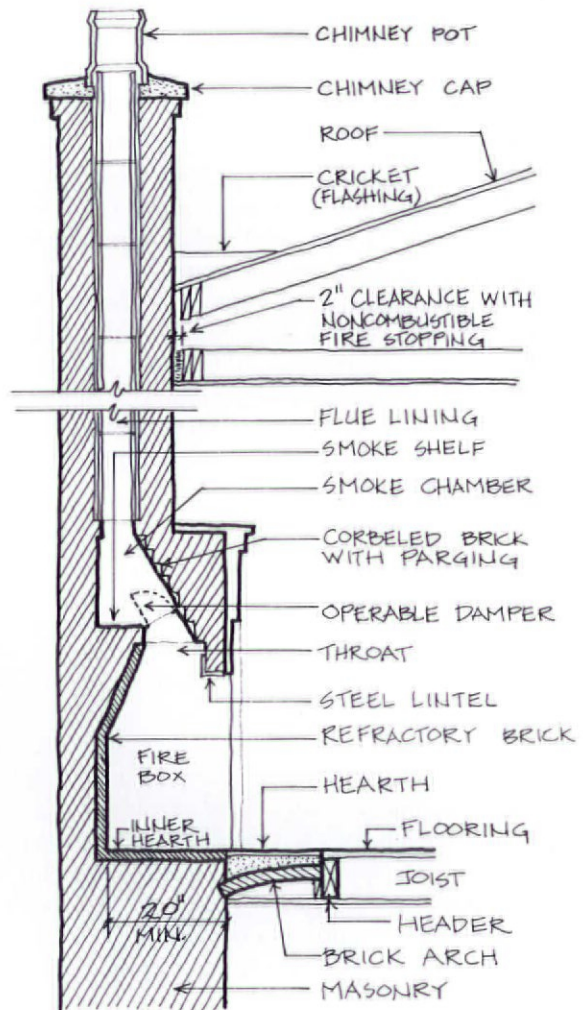 CHIMNEY POT
CHIMNEY CAP
ROOF
CRICKET
(FLASHING)
2" CLEARANCE WITH
NONCOMBUSTIBLE
FIRE STOPPING
FLUE LINING
SMOKE SHELF
SMOKE CHAMBER
CORBELED BRICK
WITH PARGING
OPERABLE DAMPER
THROAT
STEEL LINTEL
REFRACTORY BRICK
FIRE
BOX
HEARTH
INNER
HEARTH
FLOORING
JOIST
20"
MIN.
HEADER
BRICK ARCH
MASONRY